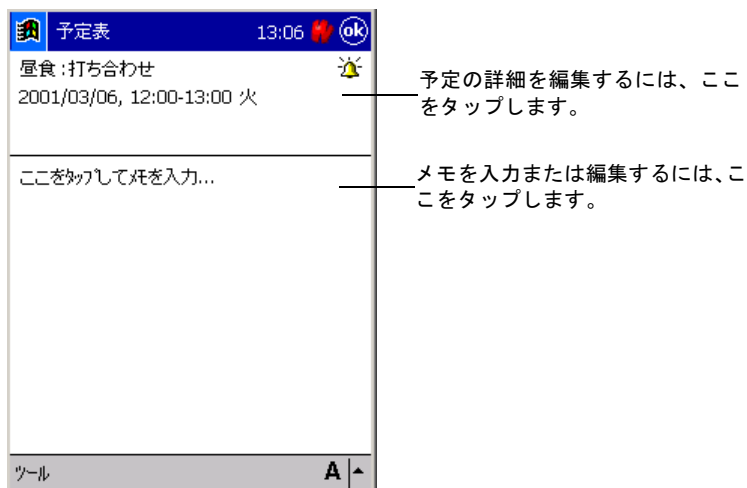 予定表 13:06 ok
昼食:打ち合わせ
2001/03/06, 12:00-13:00 火
予定の詳細を編集するには、ここ
をタップします。
ここをﾀｯﾌﾟしてﾒﾓを入力...
メモを入力または編集するには、こ
こをタップします。
ﾂｰﾙ A